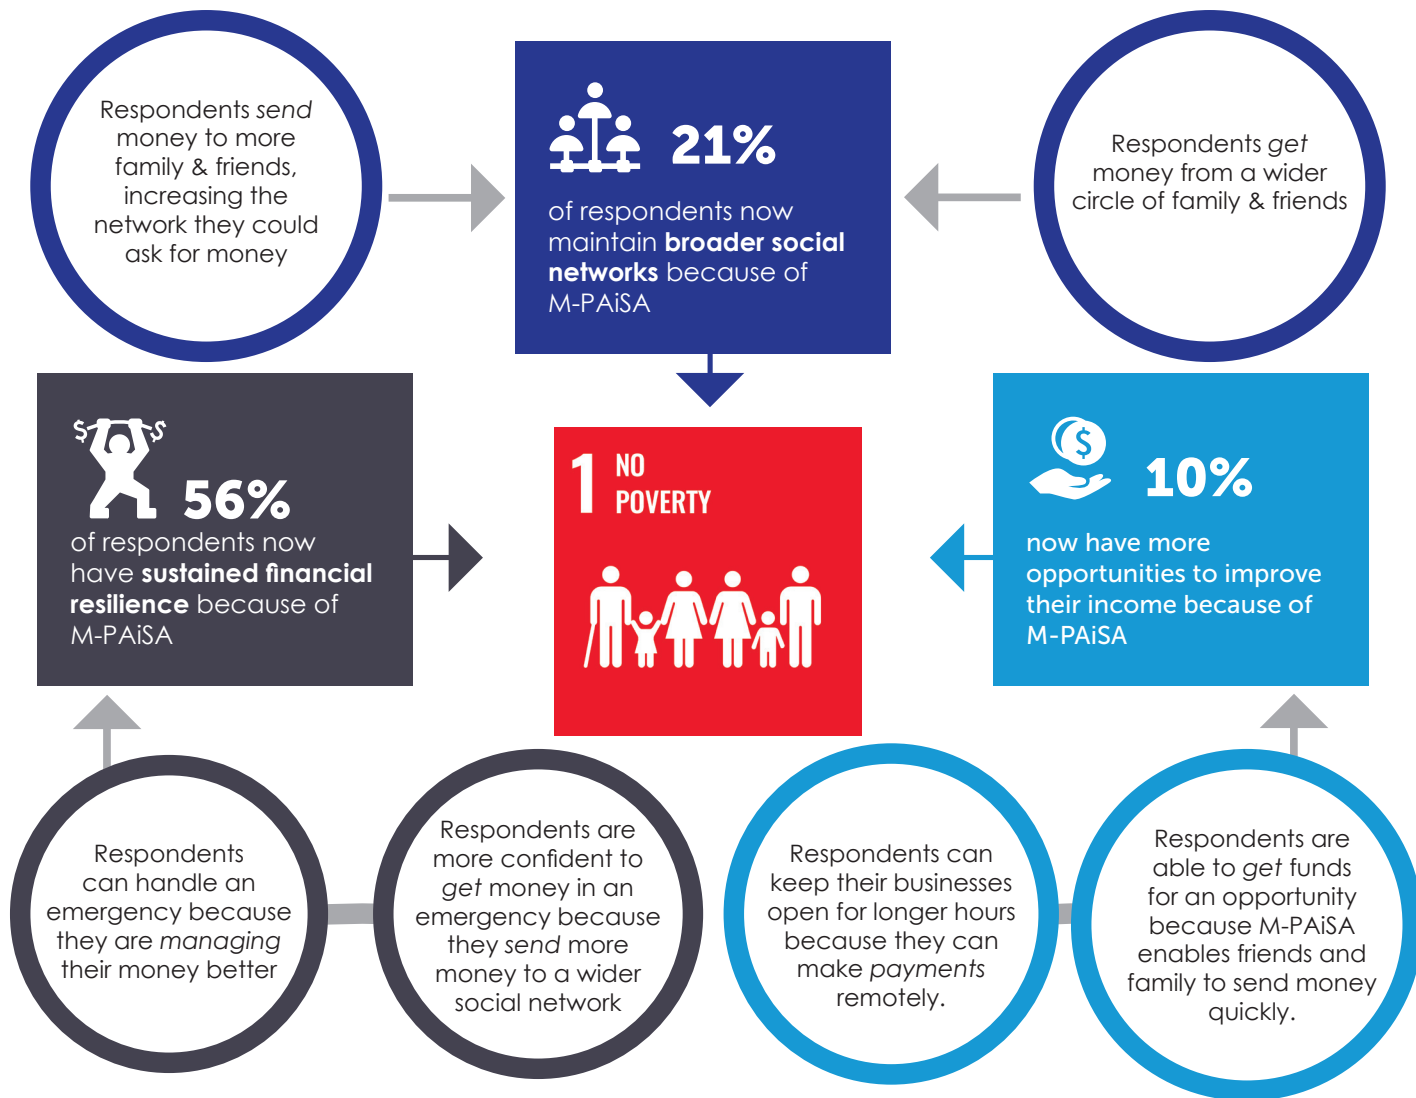 Respondents send
money to more
family & friends,
increasing the
network they could
ask for money
21%
of respondents now
maintain broader social
networks because of
M-PAiSA
Respondents get
money from a wider
circle of family & friends
56%
of respondents now
have sustained financial
resilience because of
M-PAiSA
1 NO
POVERTY
10%
now have more
opportunities to improve
their income because of
M-PAiSA
Respondents
can handle an
emergency because
they are managing
their money better
Respondents are
more confident to
get money in an
emergency because
they send more
money to a wider
social network
Respondents can
keep their businesses
open for longer hours
because they can
make payments
remotely.
Respondents are
able to get funds
for an opportunity
because M-PAiSA
enables friends and
family to send money
quickly.